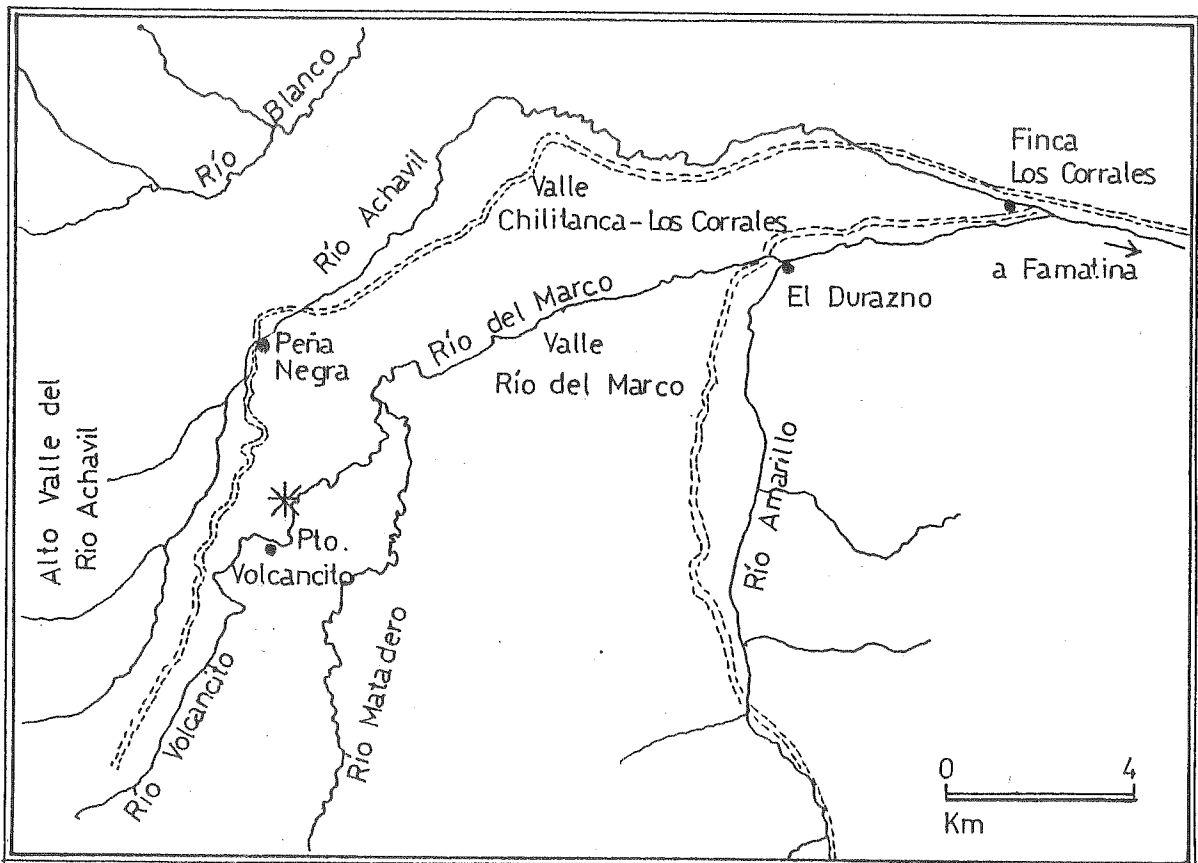 Río Blanco
Río Achavil
Valle
Chilitanca-Los Corrales
Finca
Los Corrales
a Famatina
El Durazno
Río del Marco
Valle
Río del Marco
Peña
Negra
Alto Valle del
Rio Achavil
Pto.
Volcancito
Río Volcancito
Río Matadero
Río Amarillo
0 4
Km